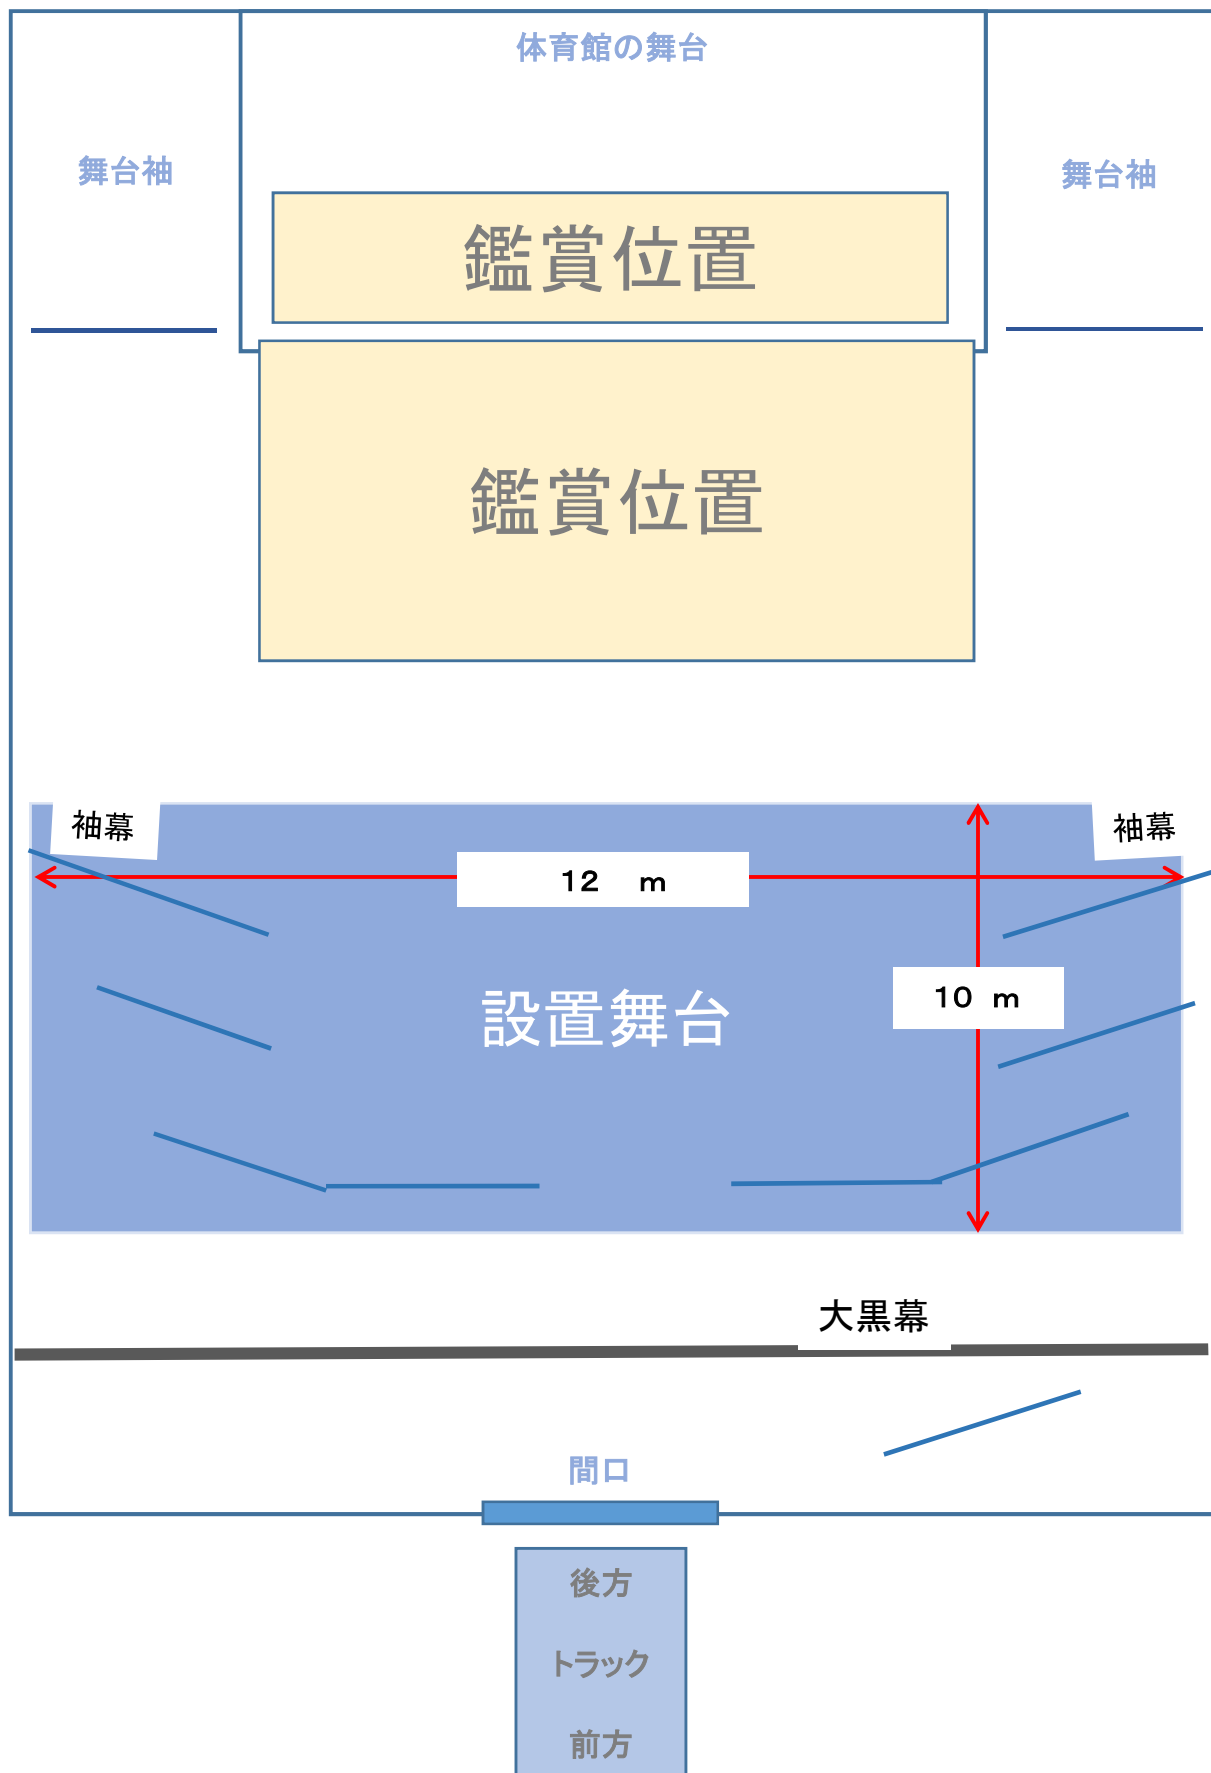 体育館の舞台
舞台袖
舞台袖
鑑賞位置
鑑賞位置
袖幕
袖幕
12 m
10 m
設置舞台
大黒幕
間口
後方
トラック
前方